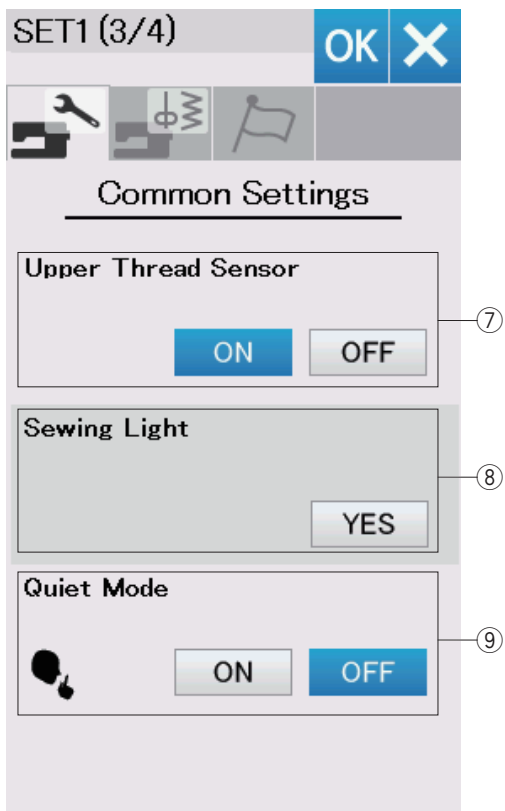 SET1 (3/4)
OK
Common Settings
Upper Thread Sensor
ON OFF
⑦
Sewing Light
YES
⑧
Quiet Mode
ON OFF
⑨